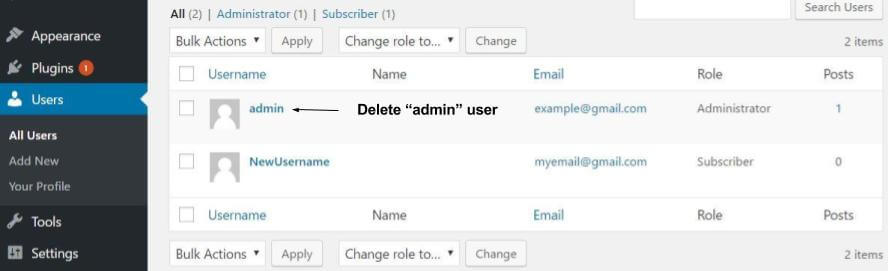 All (2) | Administrator (1) | Subscriber (1)
Search Users
Bulk Actions Apply Change role to... Change 2 items
Username Name Email Role Posts
admin Delete “admin” user example@gmail.com Administrator 1
NewUsername myemail@gmail.com Subscriber 0
Username Name Email Role Posts
Bulk Actions Apply Change role to... Change 2 items
Appearance
Plugins 1
Users
All Users
Add New
Your Profile
Tools
Settings